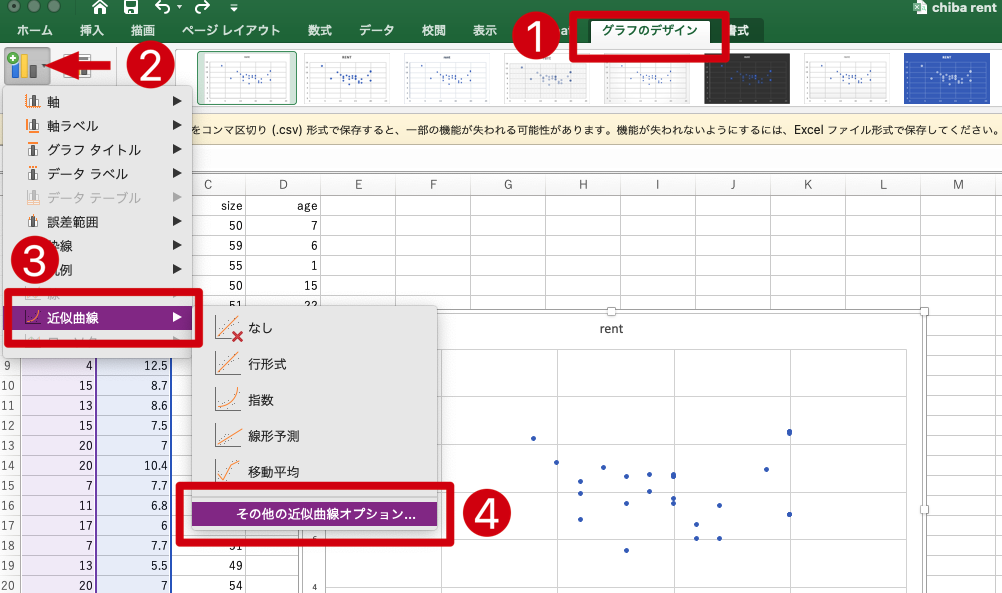 chiba rent
ホーム 挿入 描画 ページ レイアウト 数式 データ 校閲 表示 グラフのデザイン 書式
1
2
をコンマ区切り (.csv) 形式で保存すると、一部の機能が失われる可能性があります。機能が失われないようにするには、Excel ファイル形式で保存してください。
軸
軸ラベル
グラフ タイトル
データ ラベル
データ テーブル
誤差範囲
枠線
凡例
3
近似曲線
なし
行形式
指数
線形予測
移動平均
その他の近似曲線オプション...
4
C D E F G H I J K L M
size age
50 7
59 6
55 1
50 15
51 22
rent
9 4 12.5
10 15 8.7
11 13 8.6
12 15 7.5
13 20 7
14 20 10.4
15 7 7.7
16 11 6.8
17 17 6
18 7 7.7 51
19 13 5.5 49
20 20 7 54
4